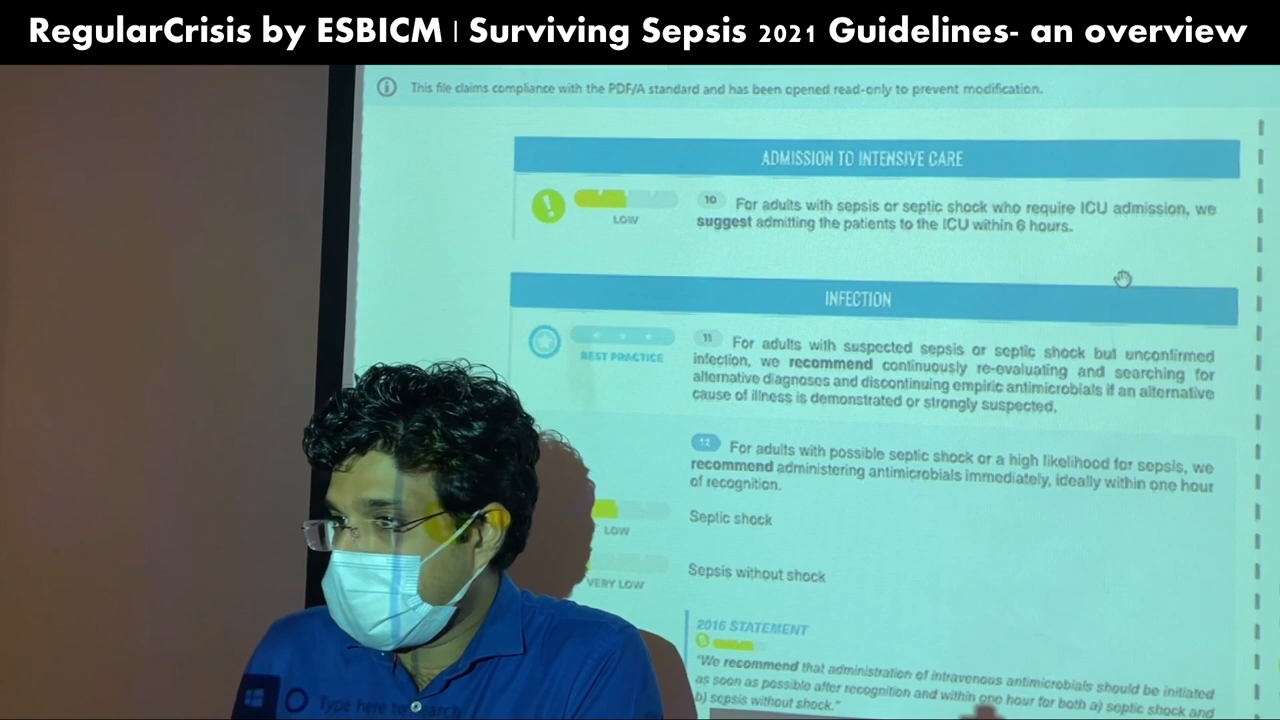 RegularCrisis by ESBICM | Surviving Sepsis 2021 Guidelines- an overview
This file claims compliance with the PDF/A standard and has been opened read-only to prevent modification.
ADMISSION TO INTENSIVE CARE
LOW
10 For adults with sepsis or septic shock who require ICU admission, we
suggest admitting the patients to the ICU within 6 hours.
INFECTION
BEST PRACTICE
11 For adults with suspected sepsis or septic shock but unconfirmed
infection, we recommend continuously re-evaluating and searching for
alternative diagnoses and discontinuing empiric antimicrobials if an alternative
cause of illness is demonstrated or strongly suspected.
12 For adults with possible septic shock or a high likelihood for sepsis, we
recommend administering antimicrobials immediately, ideally within one hour
of recognition.
LOW
Septic shock
VERY LOW
Sepsis without shock
2016 STATEMENT
"We recommend that administration of intravenous antimicrobials should be initiated
as soon as possible after recognition and within one hour for both a) septic shock and
b) sepsis without shock."
Type here to search